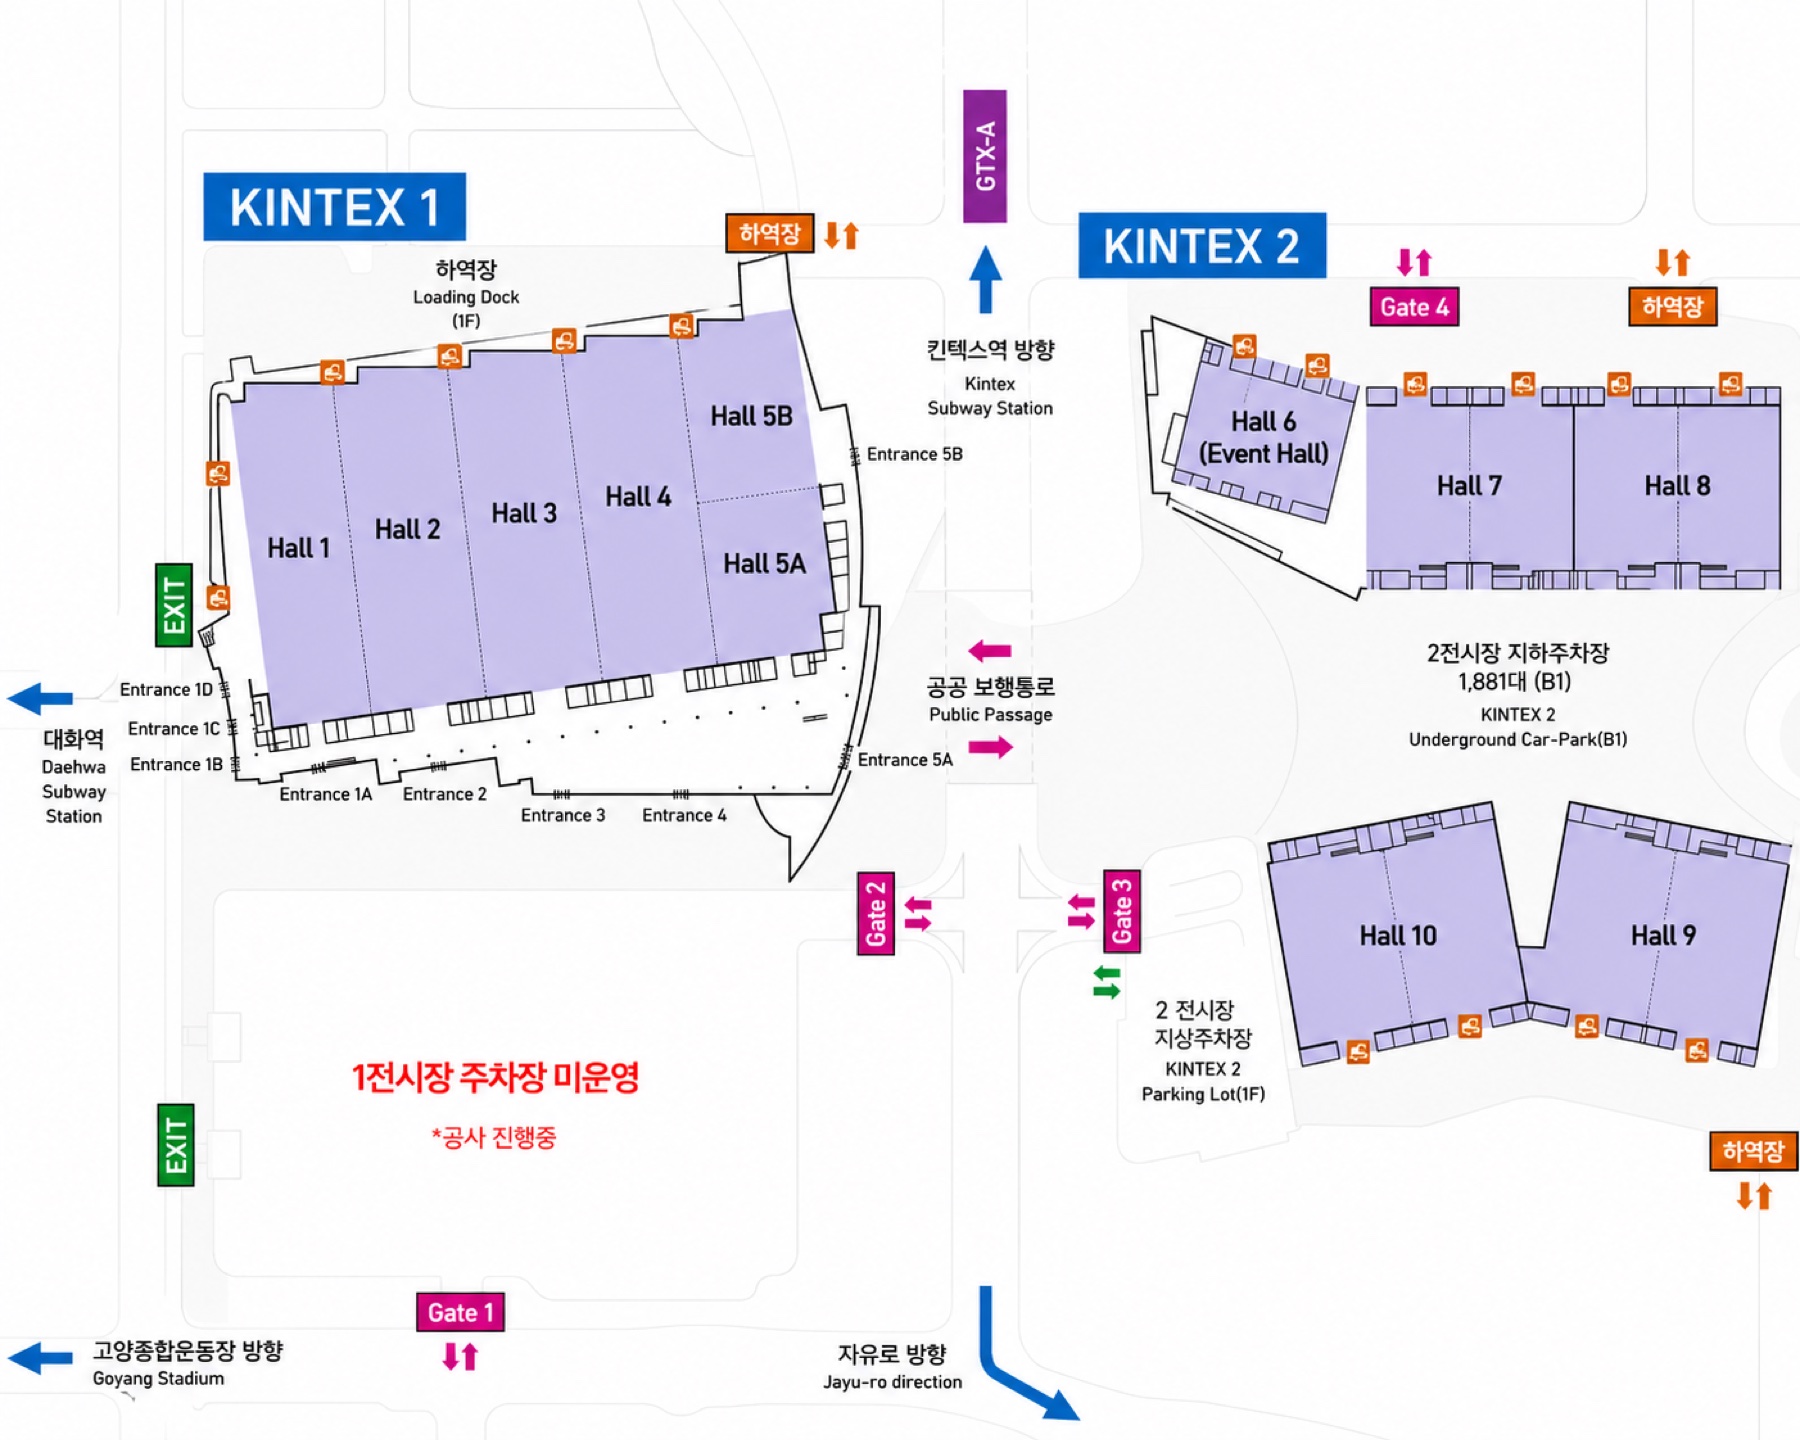 GTX-A
KINTEX 1
하역장
KINTEX 2
하역장
Loading Dock
(1F)
Gate 4
하역장
킨텍스역 방향
Kintex
Subway Station
Hall 5B
Entrance 5B
Hall 6
(Event Hall)
Hall 7
Hall 8
Hall 1
Hall 2
Hall 3
Hall 4
Hall 5A
EXIT
Entrance 1D
Entrance 1C
Entrance 1B
대화역
Daehwa
Subway
Station
Entrance 1A
Entrance 2
Entrance 3
Entrance 4
Entrance 5A
공공 보행통로
Public Passage
2전시장 지하주차장
1,881대 (B1)
KINTEX 2
Underground Car-Park(B1)
Gate 2
Gate 3
Hall 10
Hall 9
2 전시장
지상주차장
KINTEX 2
Parking Lot(1F)
1전시장 주차장 미운영
*공사 진행중
EXIT
하역장
Gate 1
고양종합운동장 방향
Goyang Stadium
자유로 방향
Jayu-ro direction